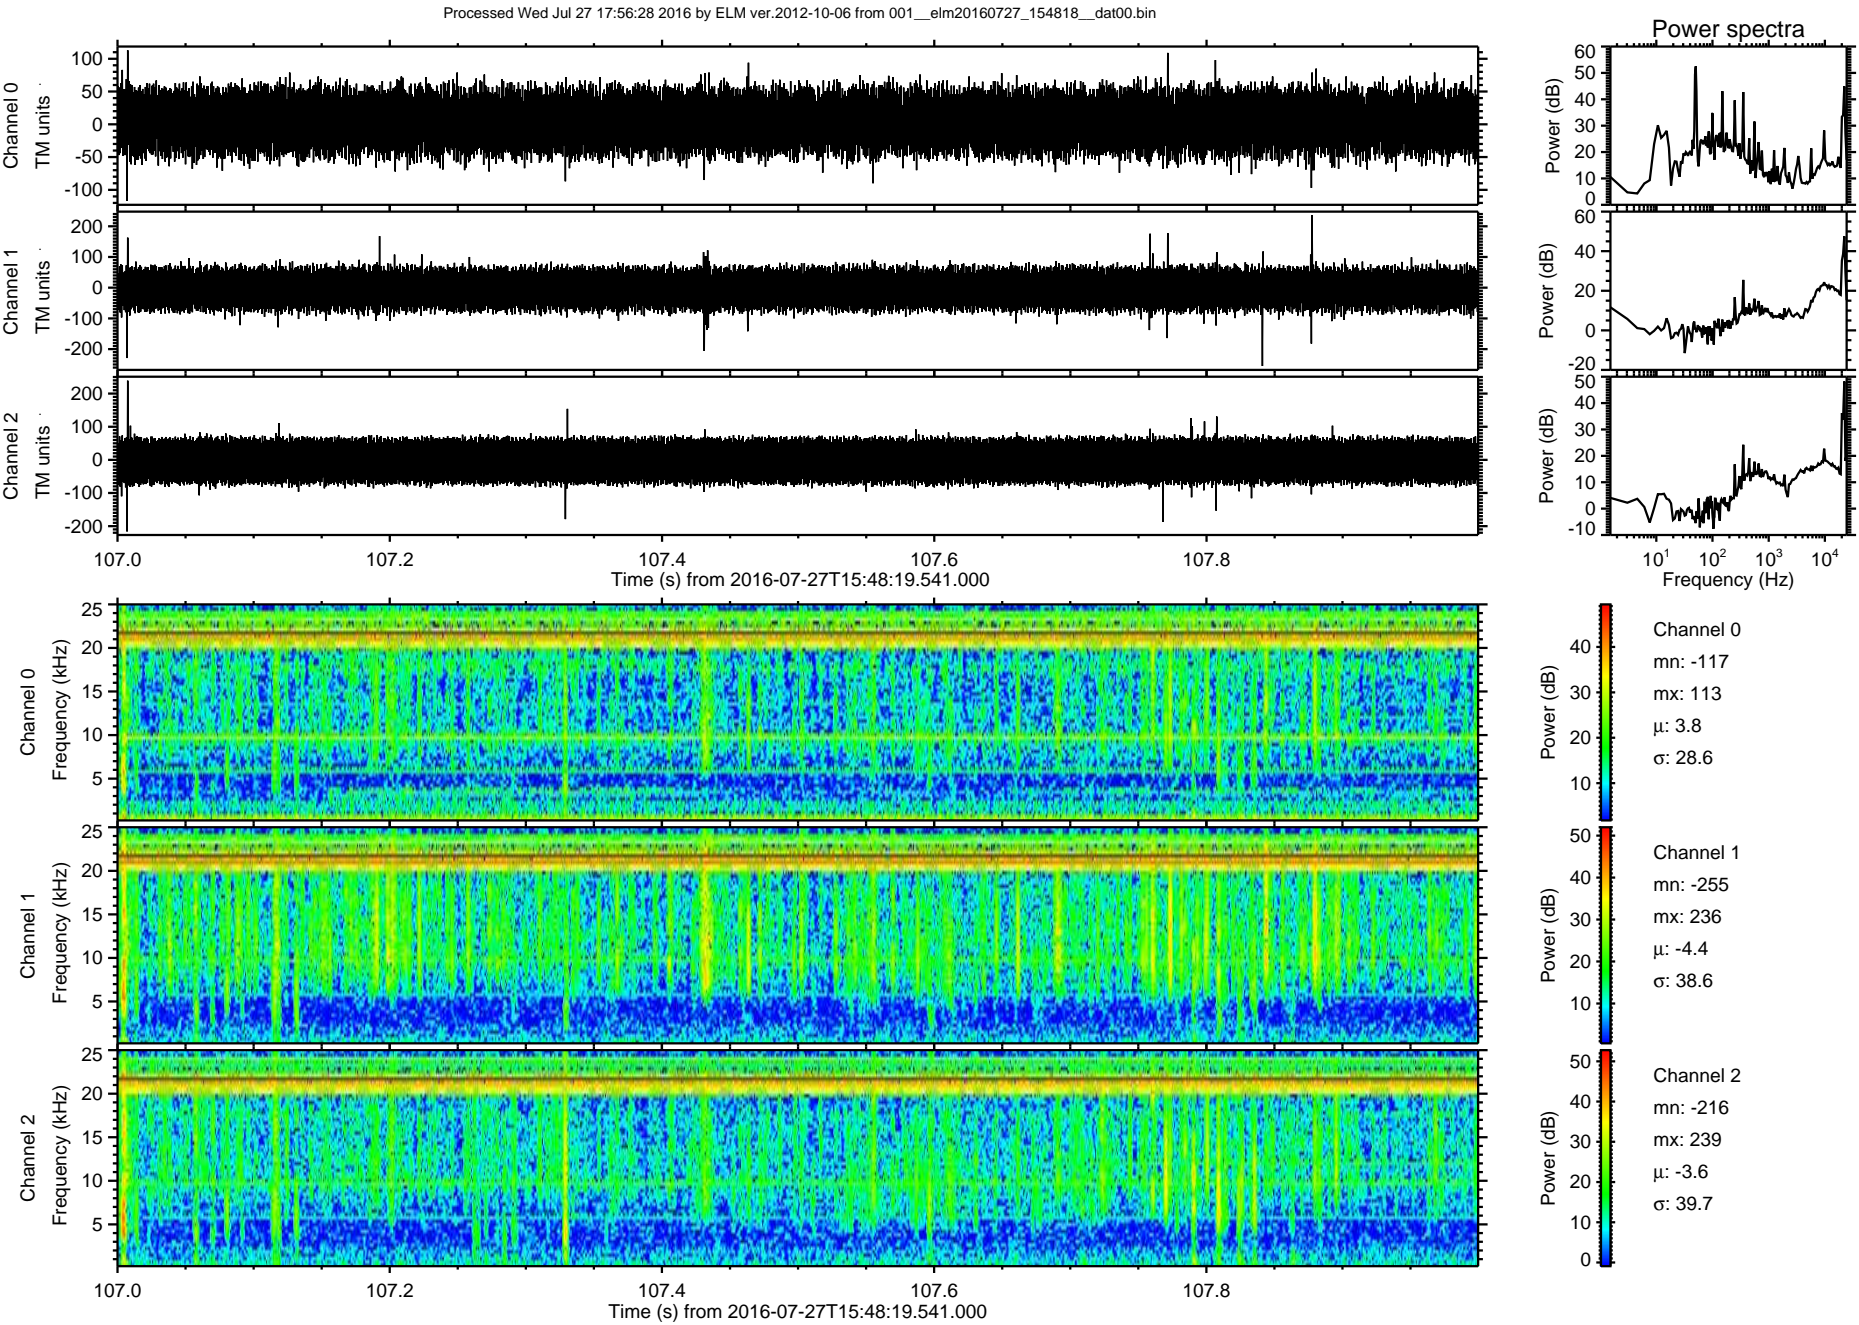 Processed Wed Jul 27 17:56:28 2016 by ELM ver.2012-10-06 from 001__elm20160727_154818__dat00.bin
Power spectra
Channel 0
TM units
100
50
0
-50
-100
Power (dB)
60
50
40
30
20
10
0
Channel 1
TM units
200
100
0
-100
-200
Power (dB)
60
40
20
0
-20
Channel 2
TM units
200
100
0
-100
-200
Power (dB)
50
40
30
20
10
0
-10
107.0 107.2 107.4 107.6 107.8
Time (s) from 2016-07-27T15:48:19.541.000
10^1 10^2 10^3 10^4
Frequency (Hz)
Channel 0
Frequency (kHz)
25
20
15
10
5
Power (dB)
40
30
20
10
Channel 0
mn: -117
mx: 113
μ: 3.8
σ: 28.6
Channel 1
Frequency (kHz)
25
20
15
10
5
Power (dB)
50
40
30
20
10
Channel 1
mn: -255
mx: 236
μ: -4.4
σ: 38.6
Channel 2
Frequency (kHz)
25
20
15
10
5
Power (dB)
50
40
30
20
10
0
Channel 2
mn: -216
mx: 239
μ: -3.6
σ: 39.7
107.0 107.2 107.4 107.6 107.8
Time (s) from 2016-07-27T15:48:19.541.000